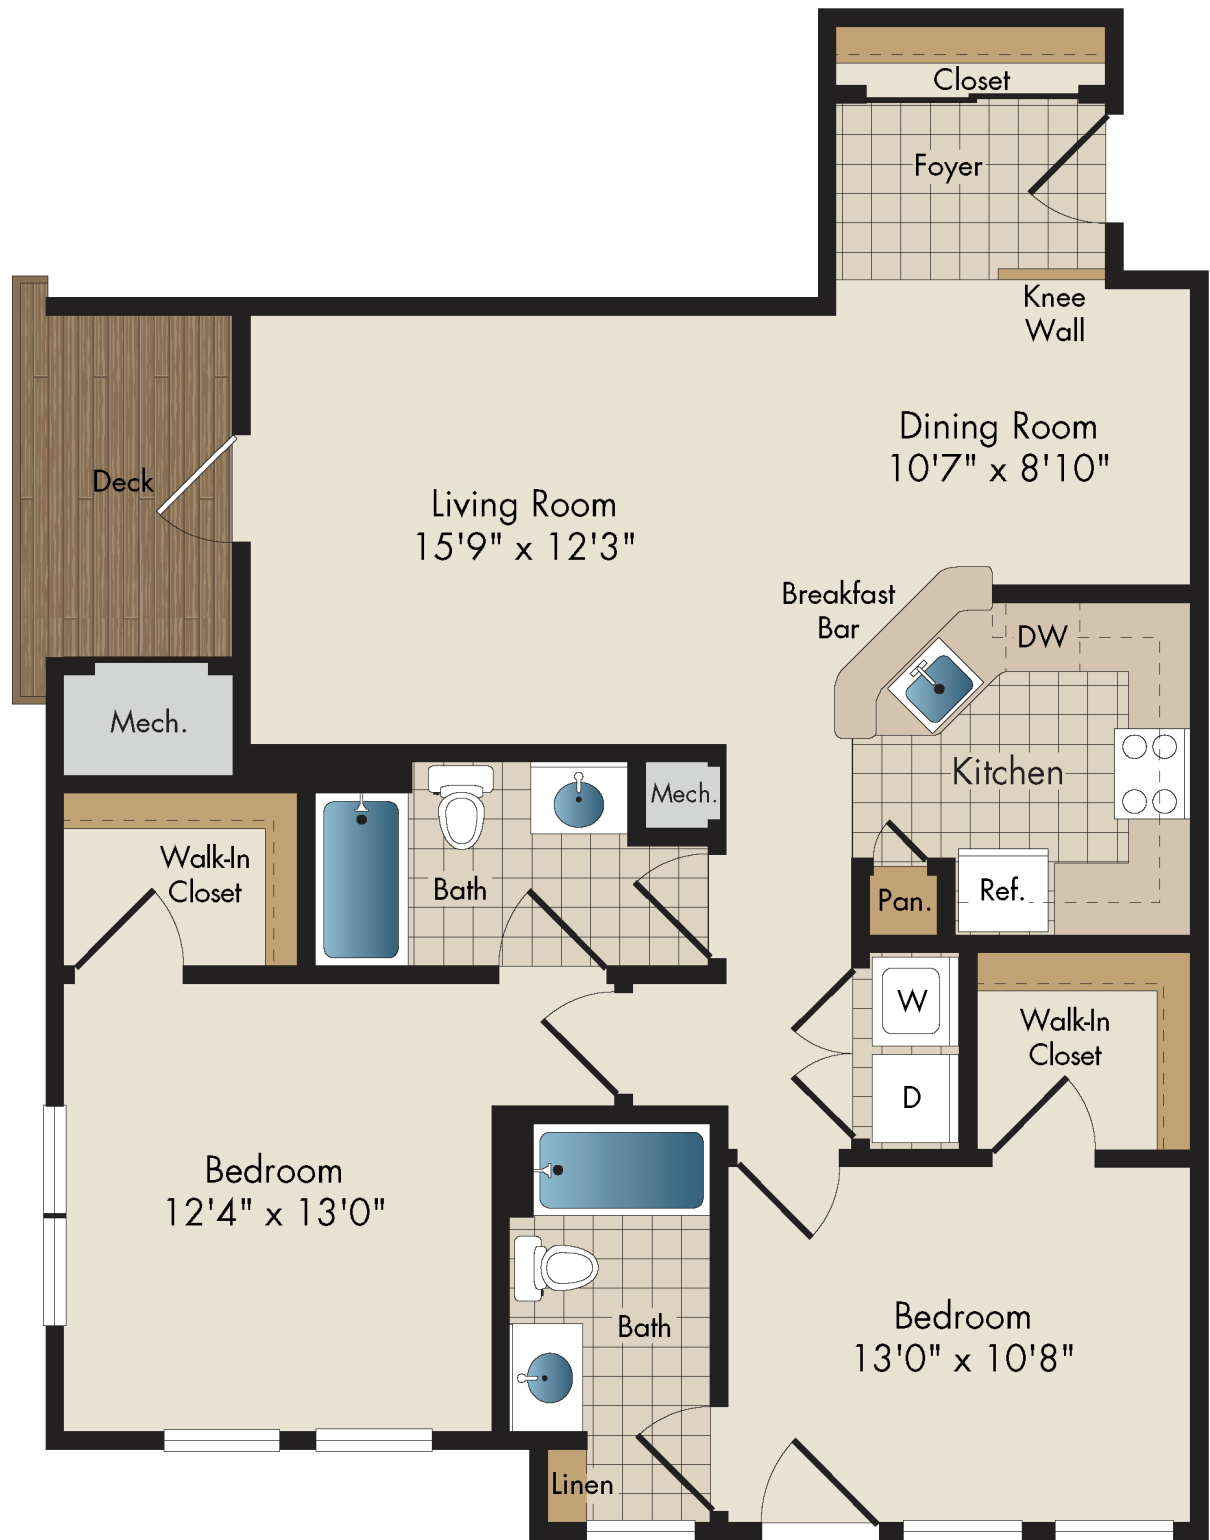 Closet
Foyer
Knee
Wall
Dining Room
10'7" x 8'10"
Deck
Living Room
15'9" x 12'3"
Breakfast
Bar
DW
Mech.
Kitchen
Mech.
Walk-In
Closet
Bath
Pan.
Ref.
W
Walk-In
Closet
D
Bedroom
12'4" x 13'0"
Bath
Bedroom
13'0" x 10'8"
Linen